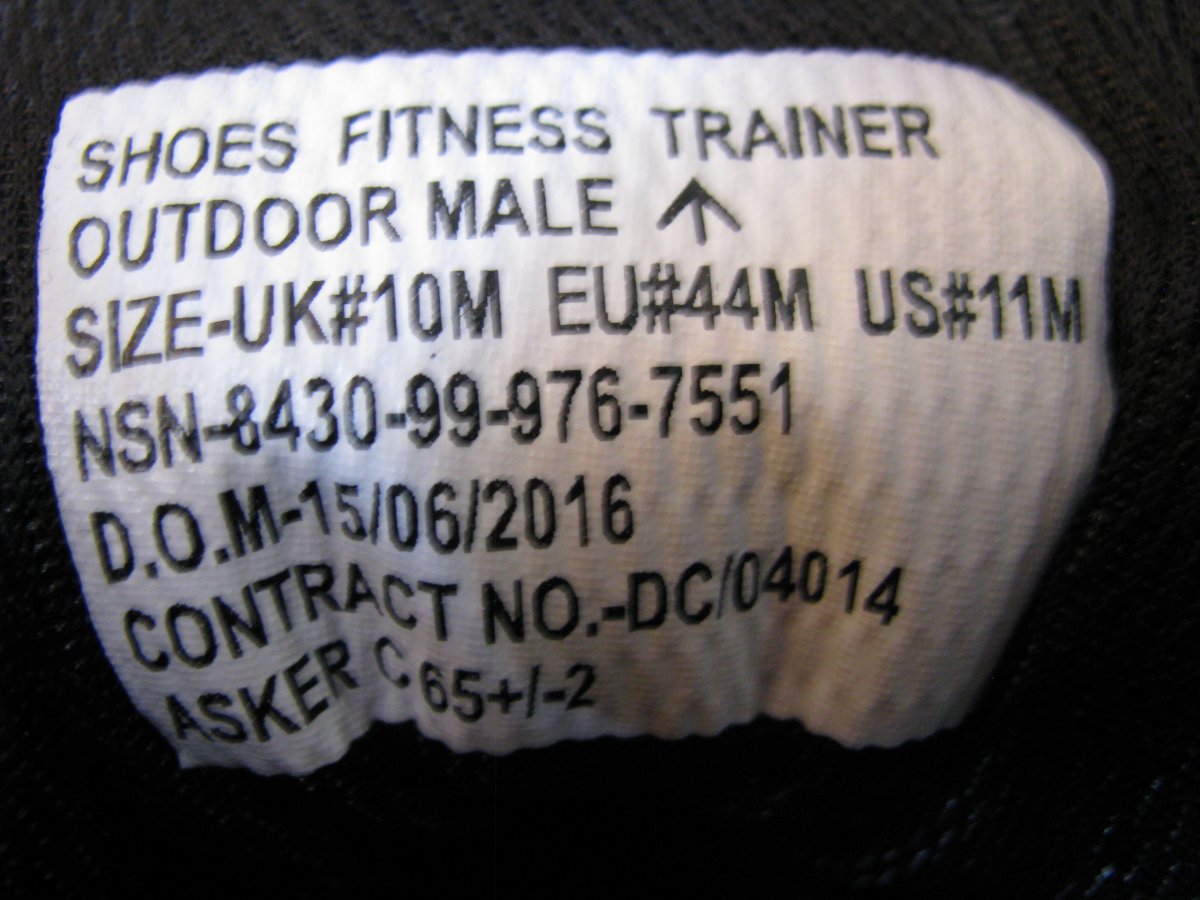 SHOES FITNESS TRAINER
OUTDOOR MALE ↑
SIZE-UK#10M EU#44M US#11M
NSN-8430-99-976-7551
D.O.M-15/06/2016
CONTRACT NO.-DC/04014
ASKER C 65+/-2